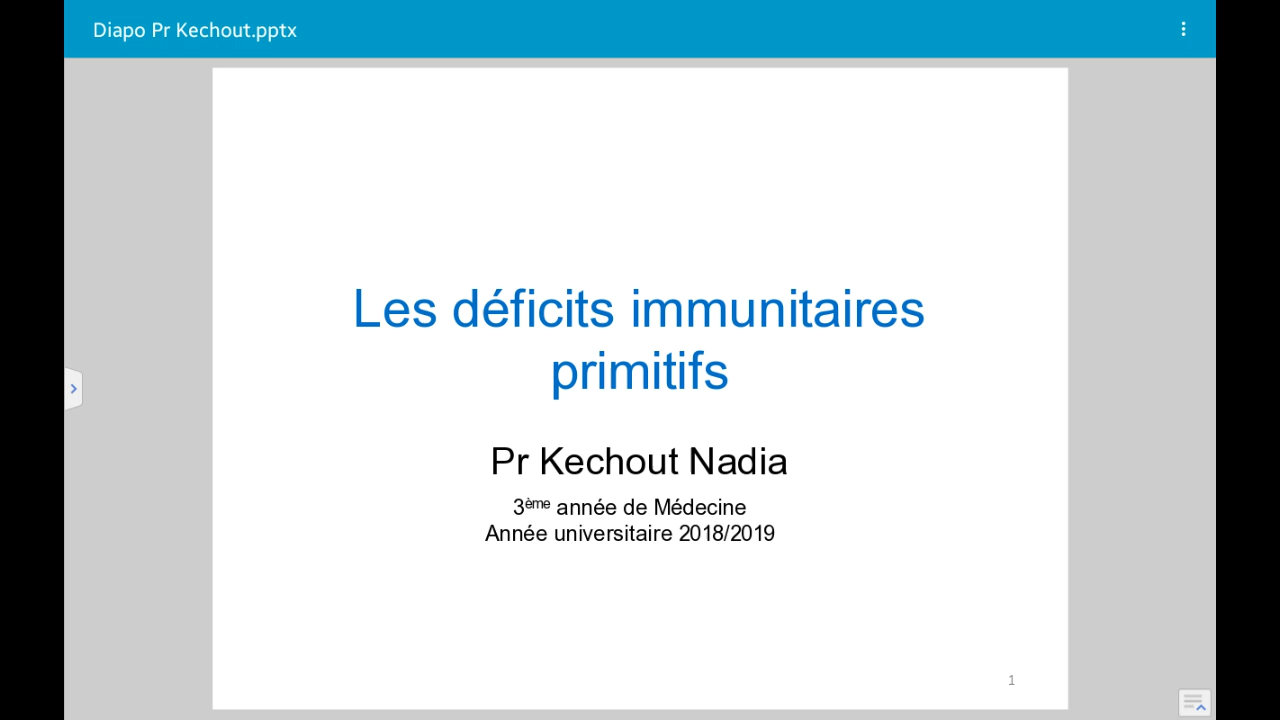 Diapo Pr Kechout.pptx
Les déficits immunitaires
primitifs
Pr Kechout Nadia
3ème année de Médecine
Année universitaire 2018/2019
1